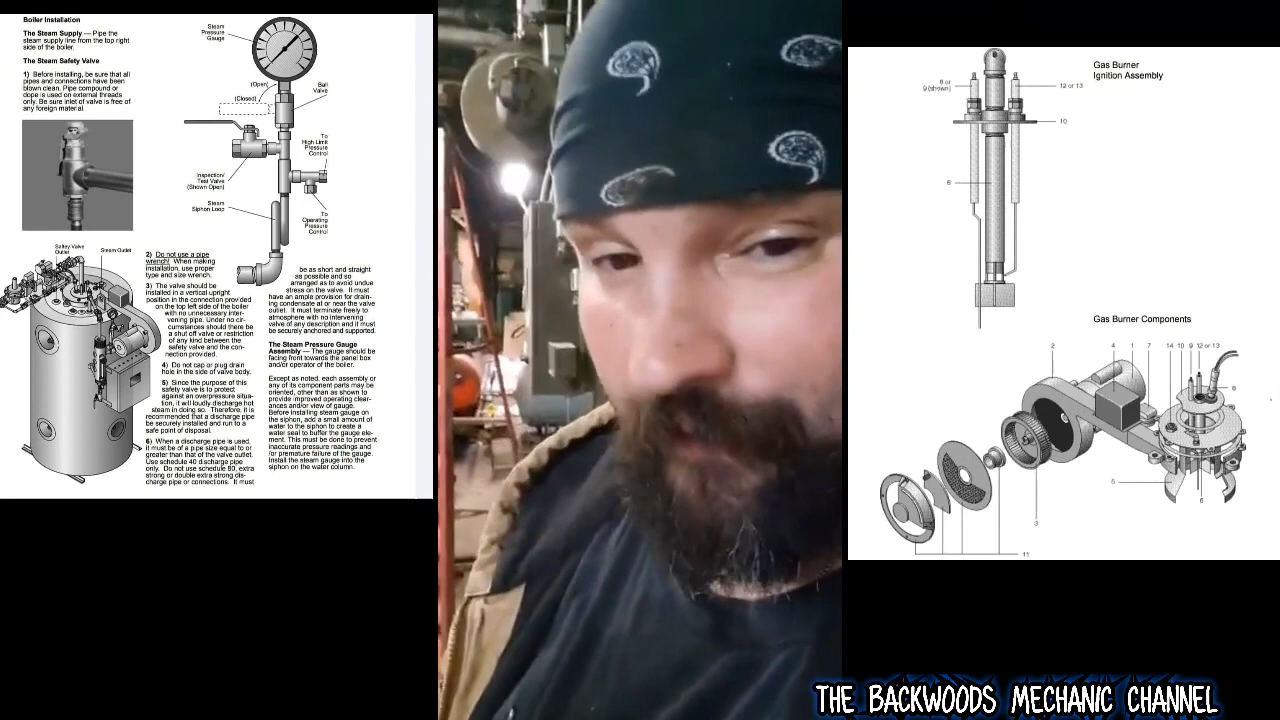 Boiler Installation
The Steam Supply — Pipe the
steam supply line from the top right
side of the boiler.
The Steam Safety Valve
1) Before installing, be sure that all
pipes and connections have been
blown clean. Pipe compound or
dope is used on external threads
only. Be sure inlet of valve is free of
any foreign material.
Steam
Pressure
Gauge
(Open)
(Closed)
Ball
Valve
To
High Limit
Pressure
Control
Inspection/
Test Valve
(Shown Open)
Steam
Siphon Loop
To
Operating
Pressure
Control
Saftey Valve
Outlet
Steam Outlet
2) Do not use a pipe
wrench! When making
installation, use proper
type and size wrench.
3) The valve should be
installed in a vertical upright
position in the connection provided
on the top left side of the boiler
with no unnecessary inter-
vening pipe. Under no cir-
cumstances should there be
a shut off valve or restriction
of any kind between the
safety valve and the con-
nection provided.
4) Do not cap or plug drain
hole in the side of valve body.
5) Since the purpose of this
safety valve is to protect
against an overpressure situa-
tion, it will loudly discharge hot
steam in doing so. Therefore, it is
recommended that a discharge pipe
be securely installed and run to a
safe point of disposal.
6) When a discharge pipe is used.
it must be of a pipe size equal to or
greater than that of the valve outlet.
Use schedule 40 discharge pipe
only. Do not use schedule 80, extra
strong or double extra strong dis-
charge pipe or connections. It must
be as short and straight
as possible and so
arranged as to avoid undue
stress on the valve. It must
have an ample provision for drain-
ing condensate at or near the valve
outlet. It must terminate freely to
atmosphere with no intervening
valve of any description and it must
be securely anchored and supported.
The Steam Pressure Gauge
Assembly — The gauge should be
facing front towards the panel box
and/or operator of the boiler.
Except as noted, each assembly or
any of its component parts may be
oriented, other than as shown to
provide improved operating clear-
ances and/or view of gauge.
Before installing steam gauge on
the siphon, add a small amount of
water to the siphon to create a
water seal to buffer the gauge ele-
ment. This must be done to prevent
inaccurate pressure readings and
/or premature failure of the gauge.
Install the steam gauge into the
siphon on the water column.
Gas Burner
Ignition Assembly
8 or
9 (shown)
12 or 13
10
6
Gas Burner Components
2 4 1 7 14 10 9 12 or 13
8
5
6
3
11
THE BACKWOODS MECHANIC CHANNEL